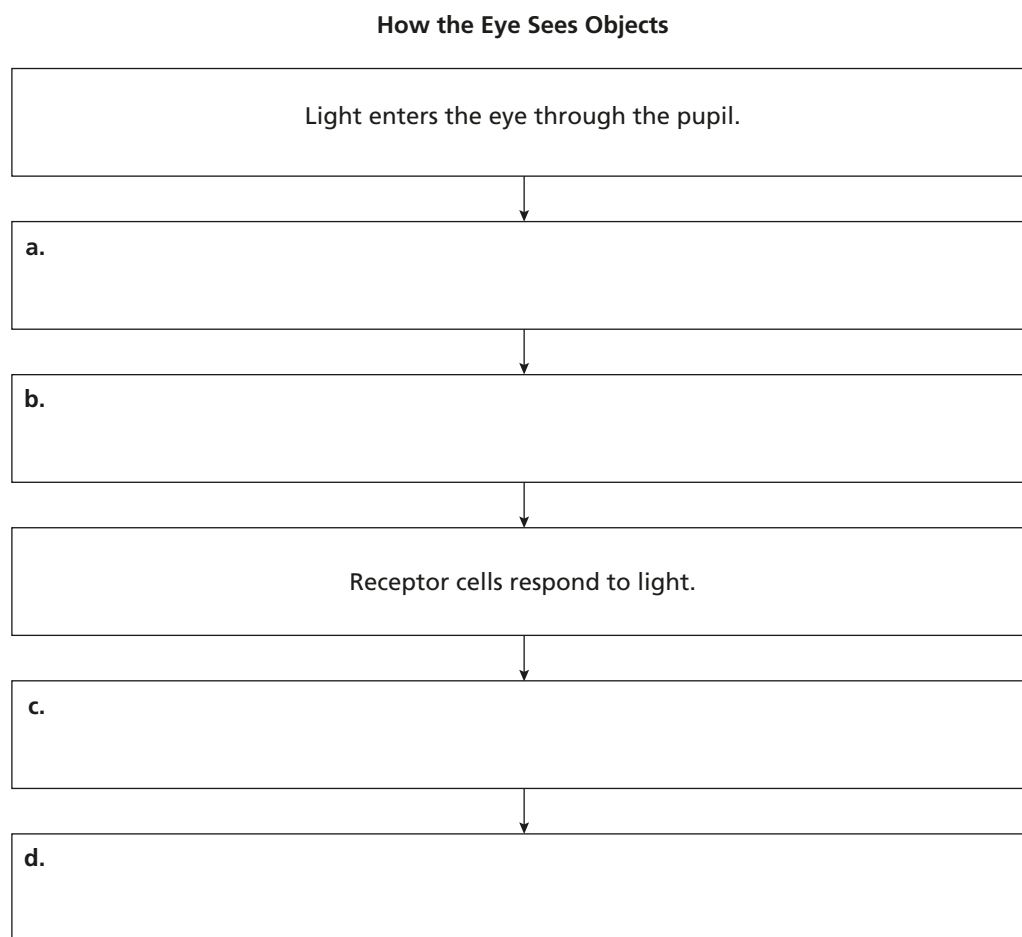 How the Eye Sees Objects
Light enters the eye through the pupil.
a.
b.
Receptor cells respond to light.
c.
d.